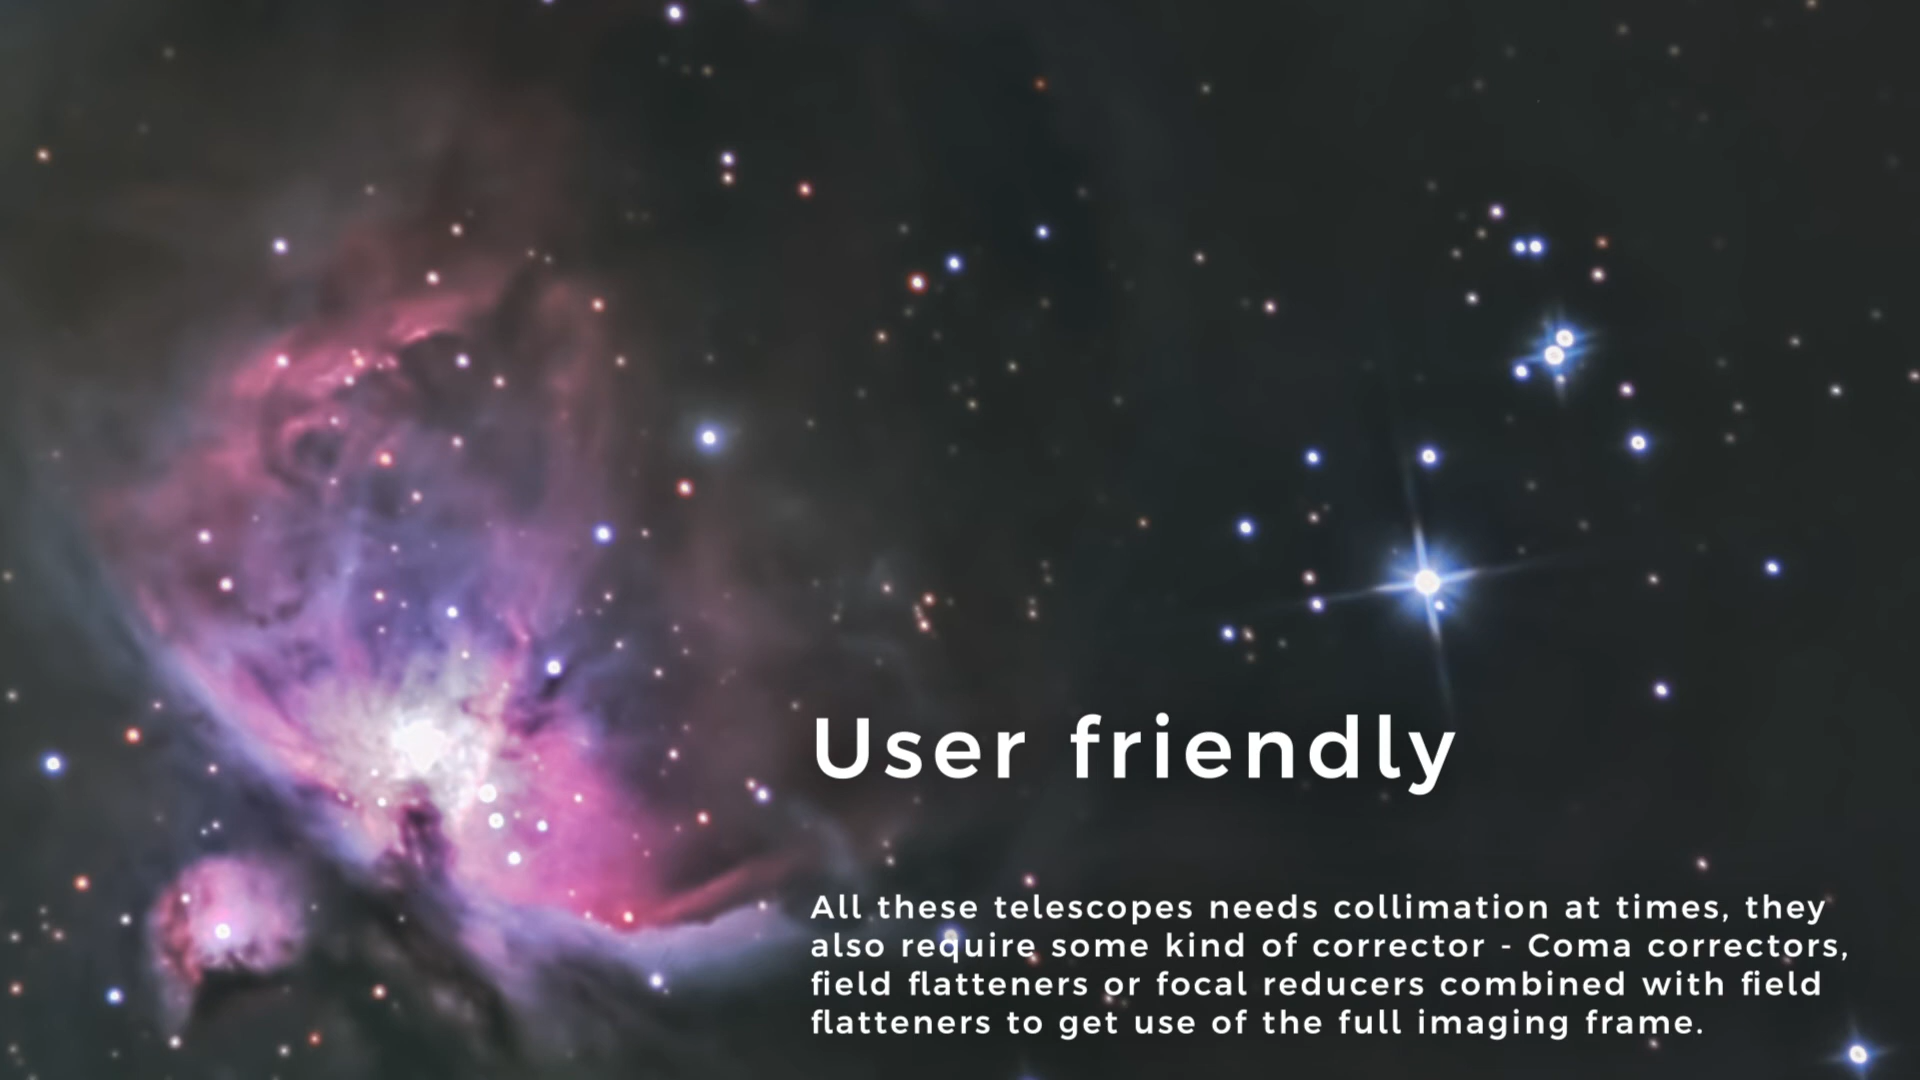 User friendly
All these telescopes needs collimation at times, they
also require some kind of corrector - Coma correctors,
field flatteners or focal reducers combined with field
flatteners to get use of the full imaging frame.